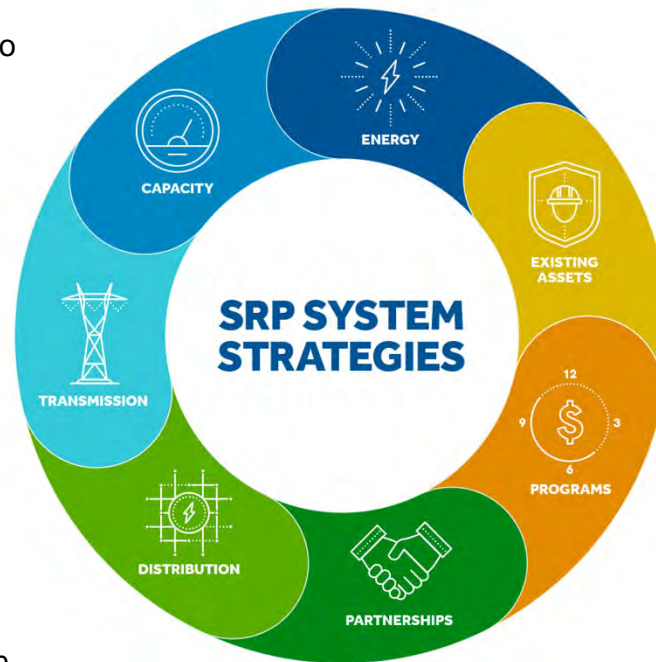 o
ENERGY
CAPACITY
EXISTING
ASSETS
SRP SYSTEM
STRATEGIES
TRANSMISSION
12
9
3
6
PROGRAMS
DISTRIBUTION
PARTNERSHIPS